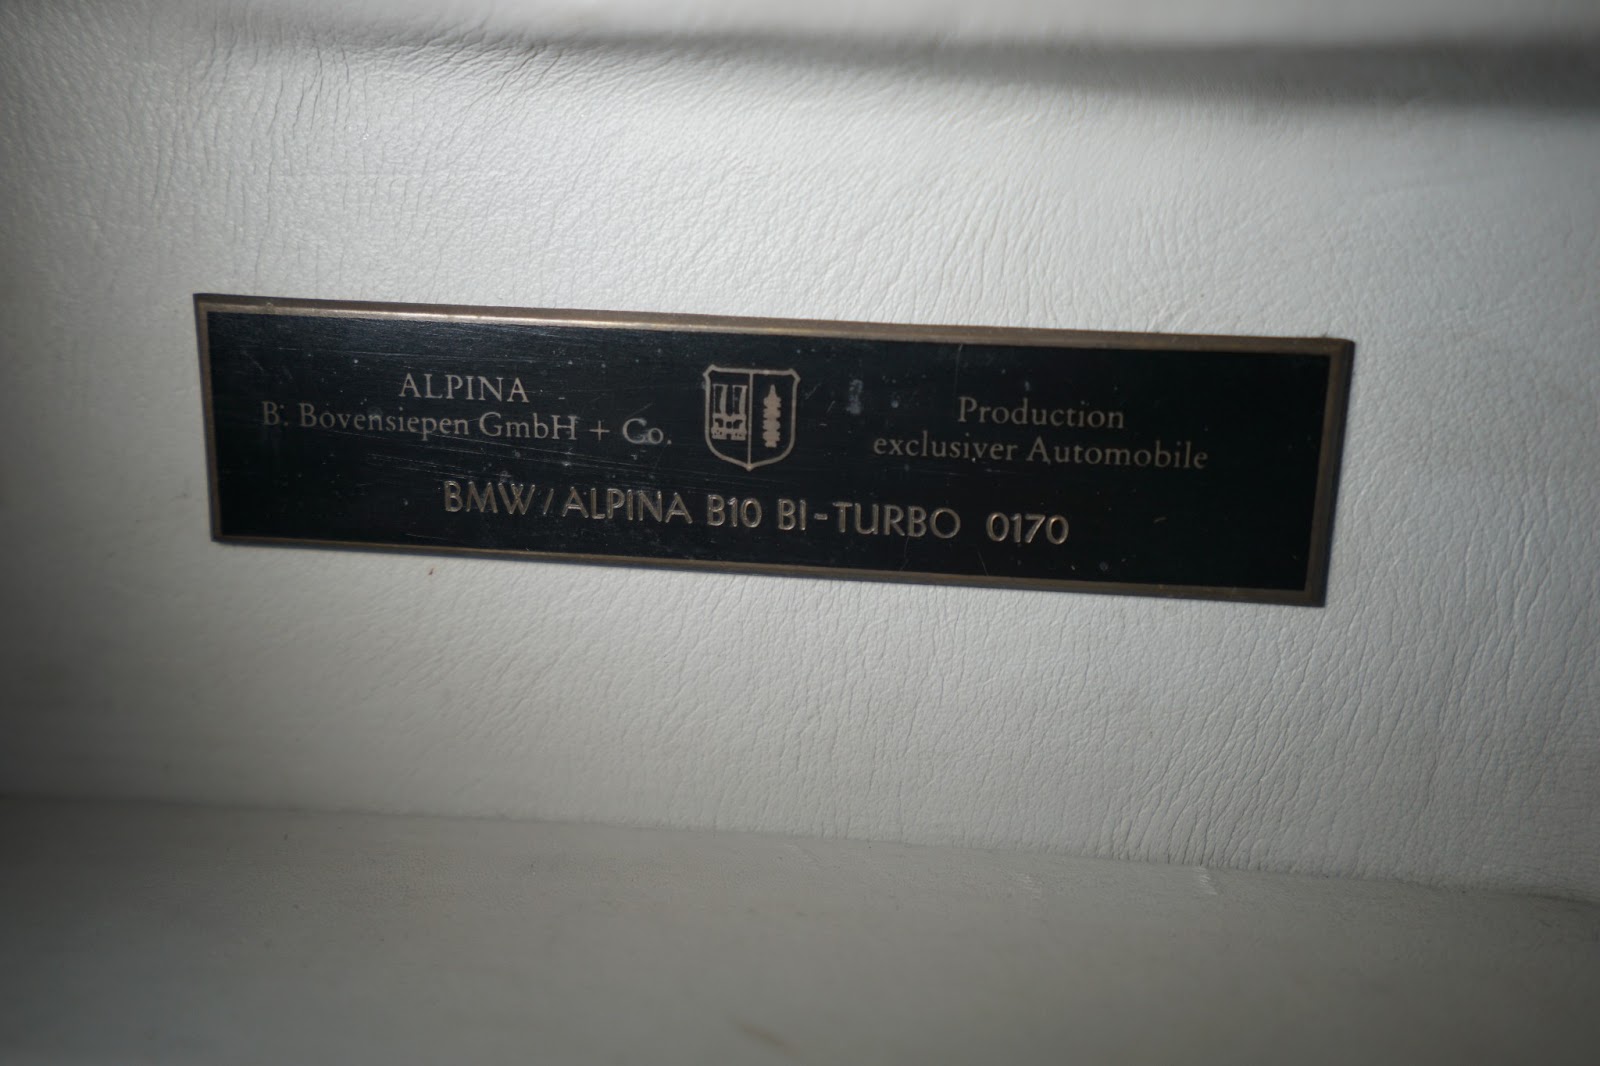 ALPINA
B. Bovensiepen GmbH + Co.
Production
exclusiver Automobile
BMW / ALPINA B10 BI-TURBO 0170